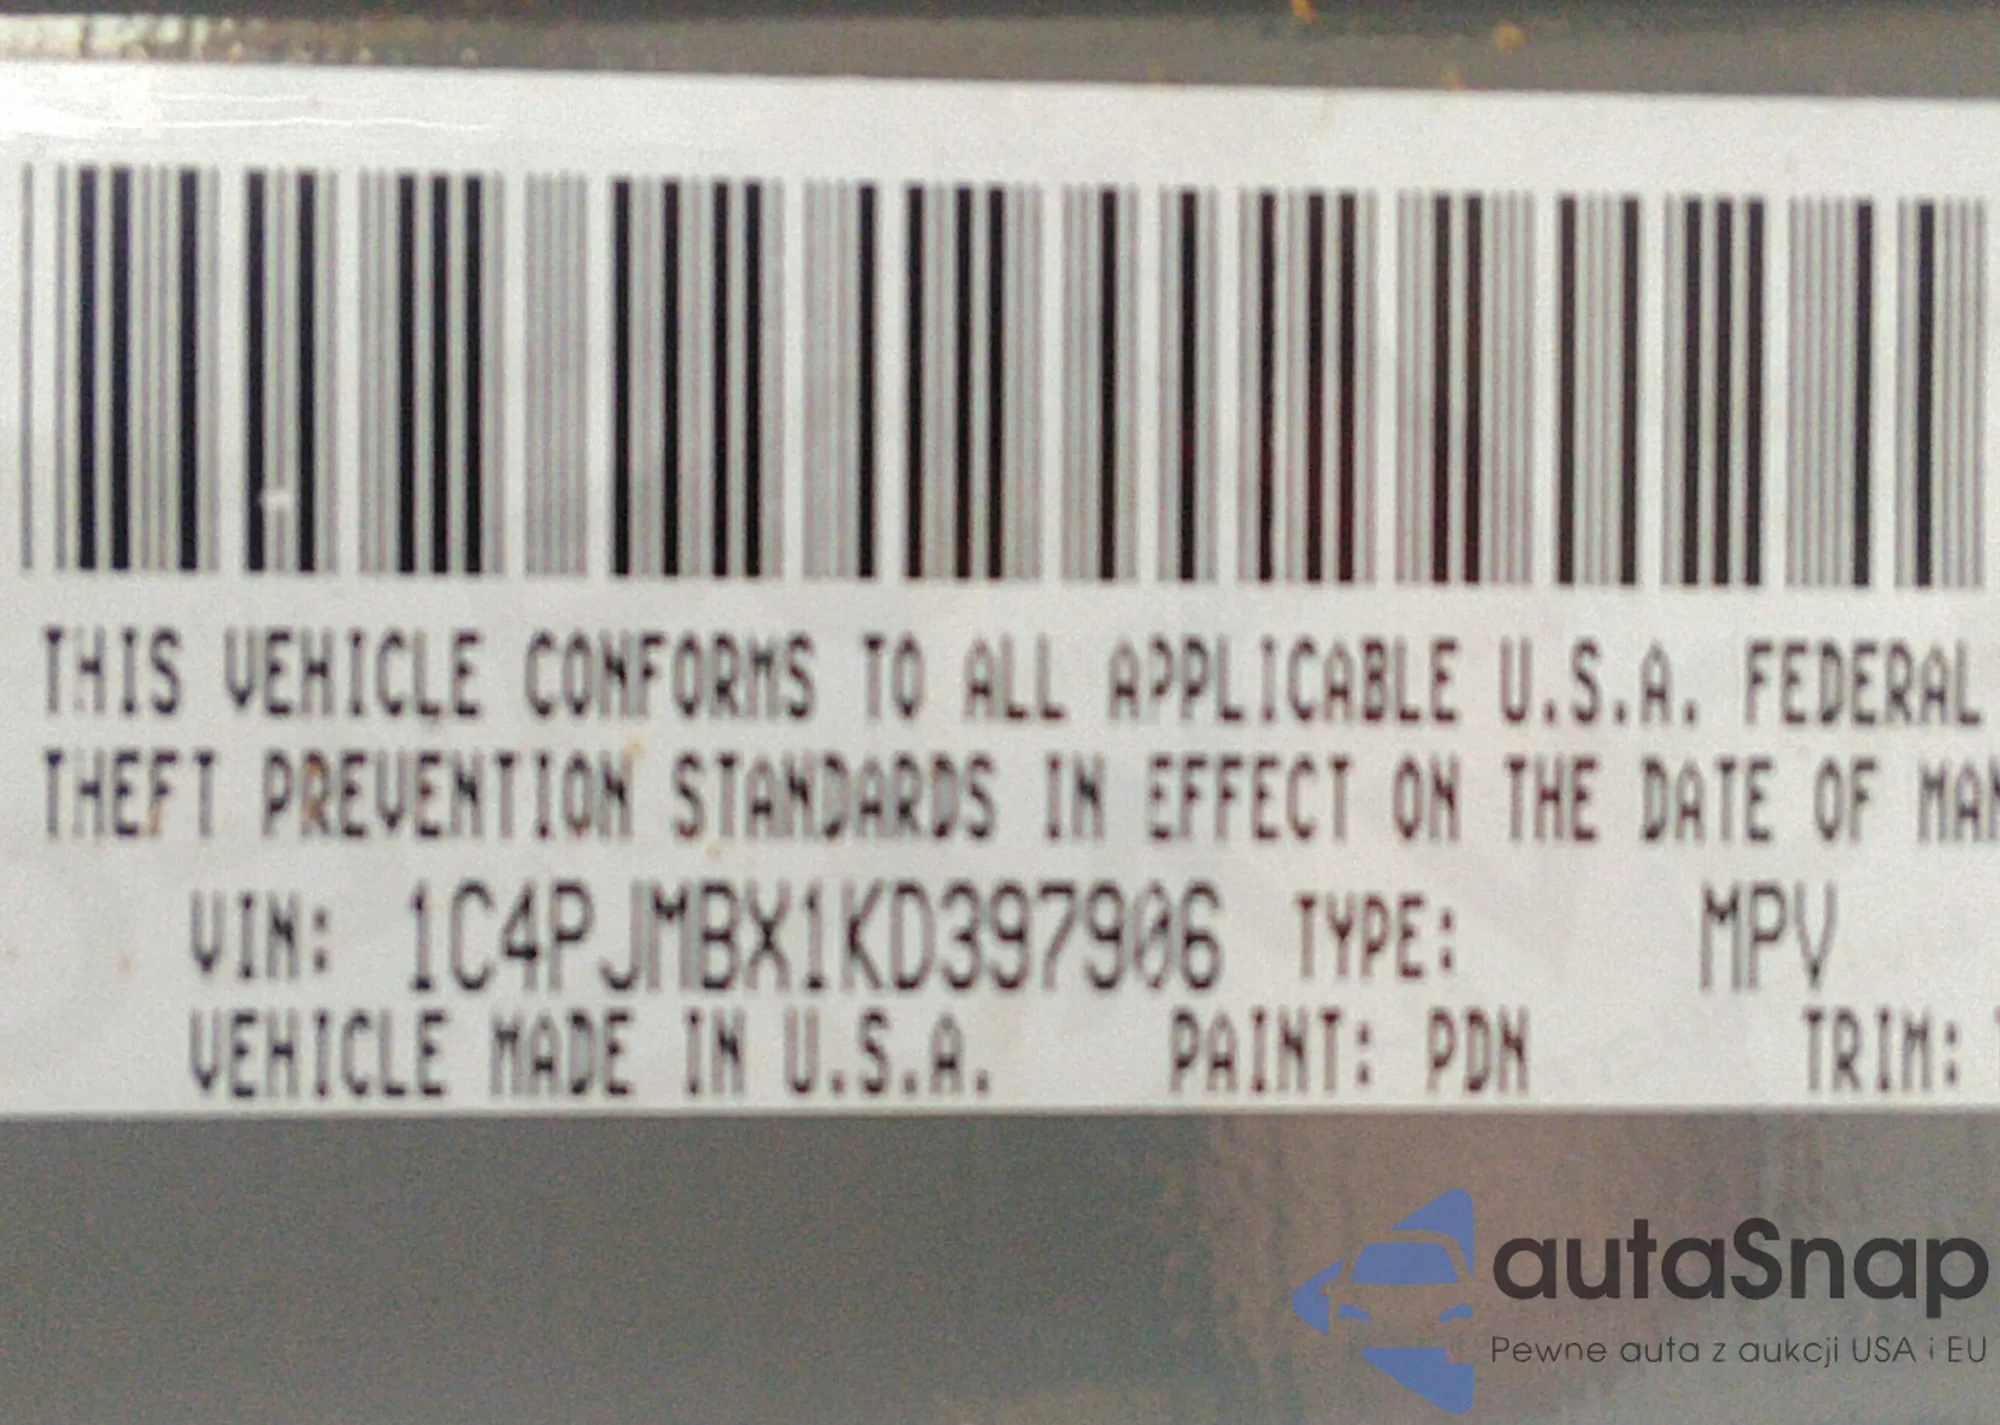 THIS VEHICLE CONFORMS TO ALL APPLICABLE U.S.A. FEDERAL
THEFT PREVENTION STANDARDS IN EFFECT ON THE DATE OF MAN
VIN: 1C4PJMBX1KD397906 TYPE: MPV
VEHICLE MADE IN U.S.A. PAINT: PDN TRIM:
autaSnap
Pewne auta z aukcji USA i EU